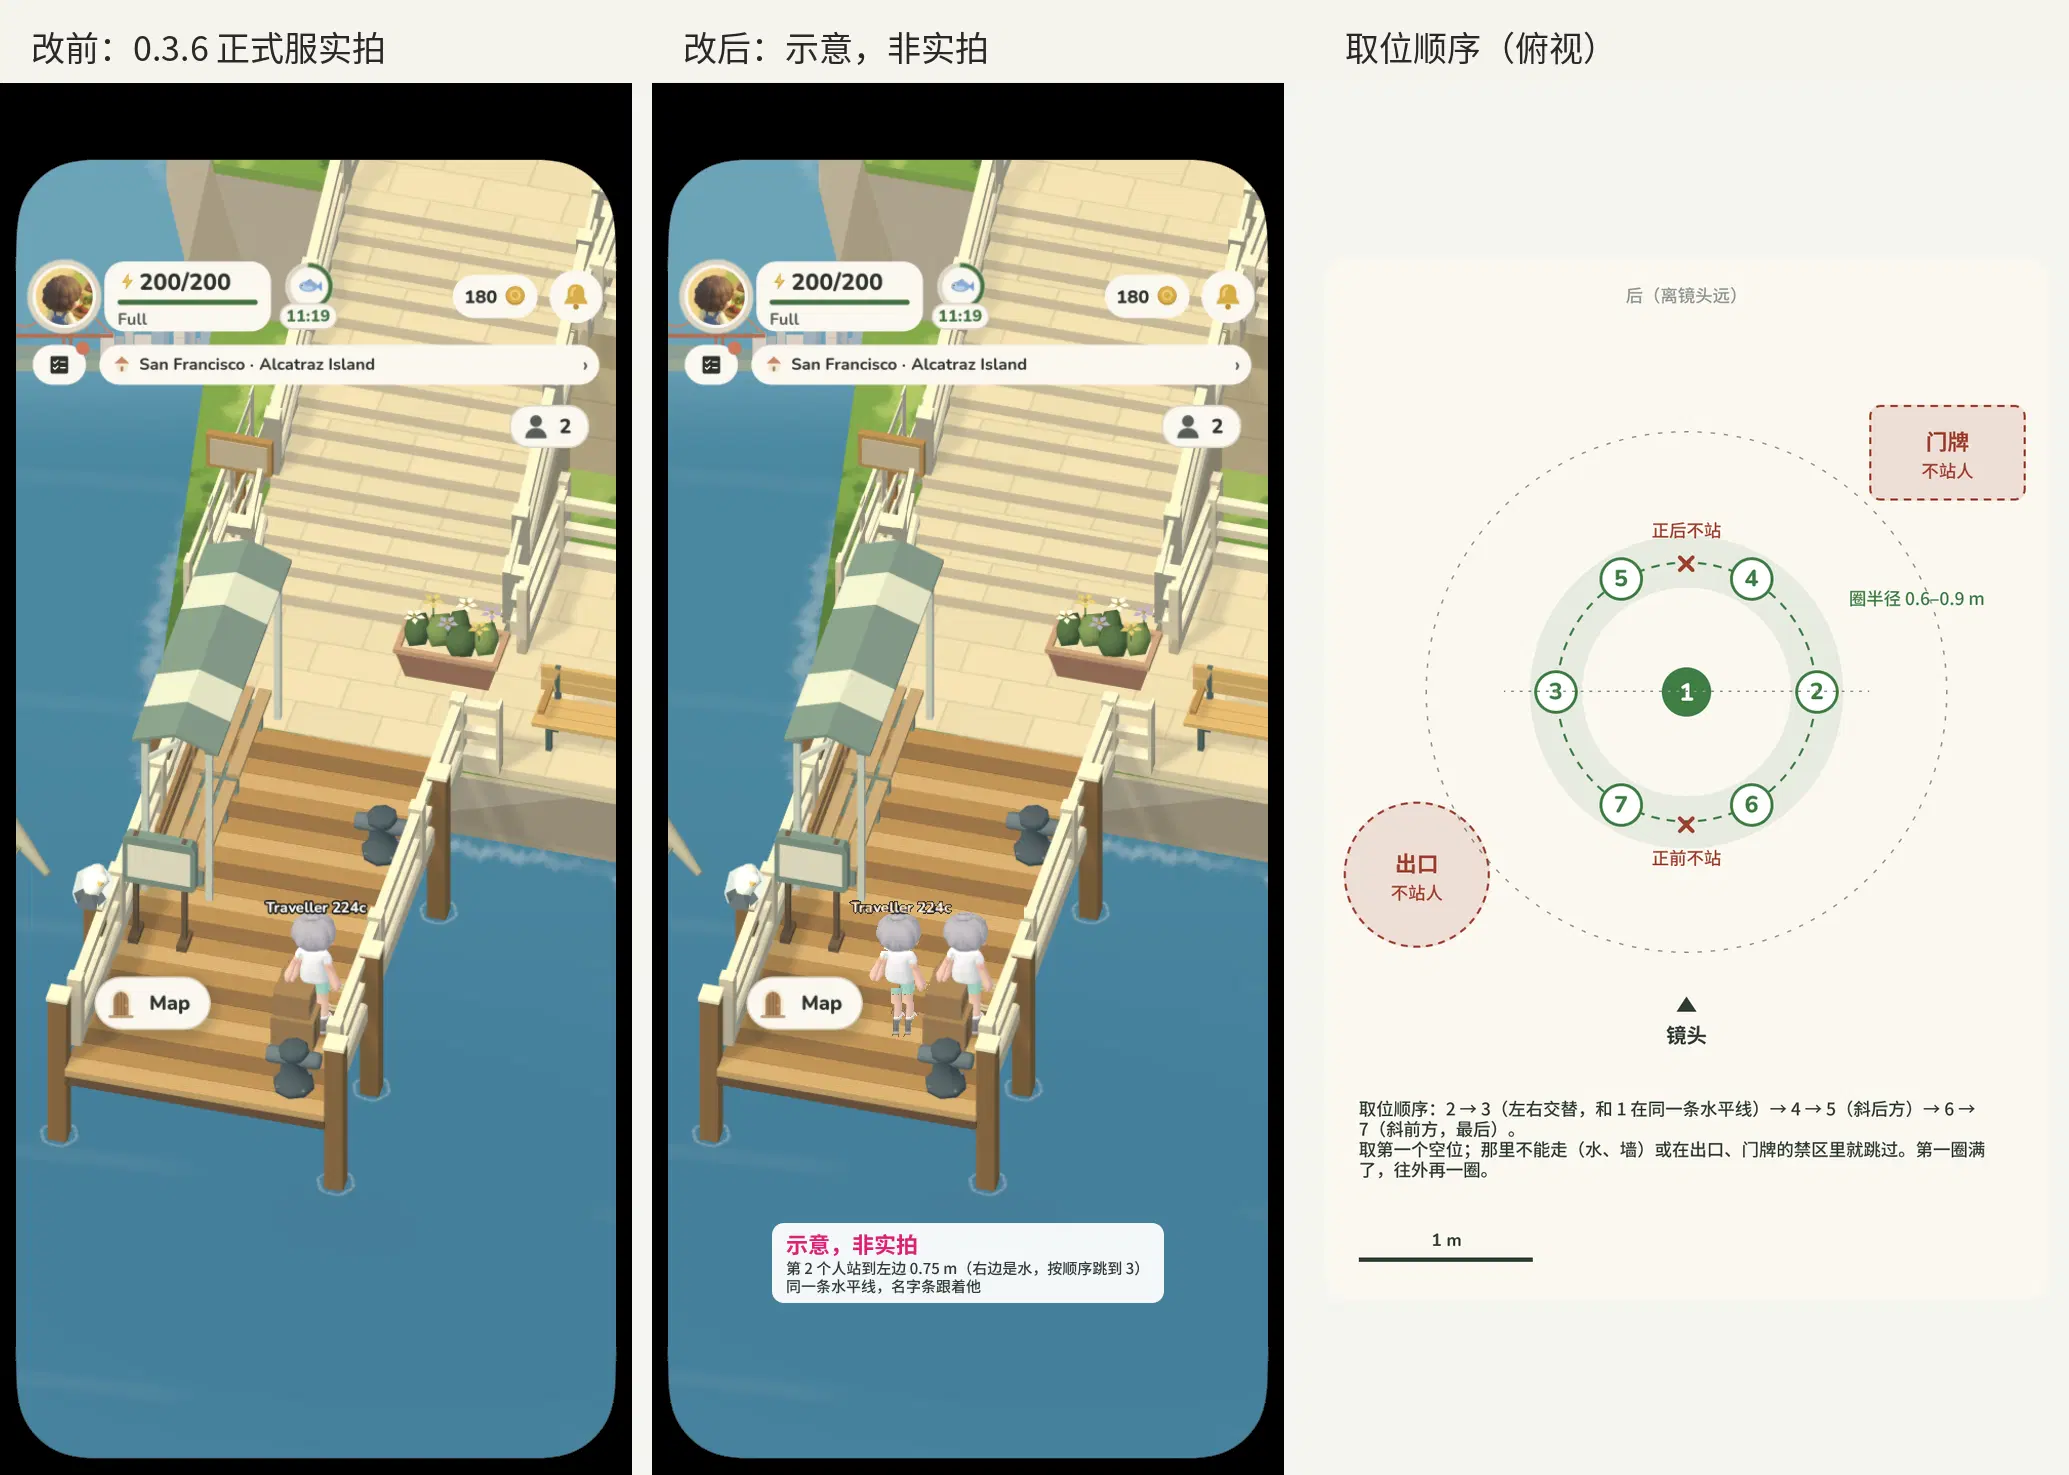 改前：0.3.6 正式服实拍
200/200
Full
11:19
180
San Francisco · Alcatraz Island
2
Traveller 224c
Map
改后：示意，非实拍
200/200
Full
11:19
180
San Francisco · Alcatraz Island
2
Traveller 224c
Map
示意，非实拍
第 2 个人站到左边 0.75 m（右边是水，按顺序跳到 3）
同一条水平线，名字条跟着他
取位顺序（俯视）
后（离镜头远）
门牌
不站人
正后不站
5
4
圈半径 0.6–0.9 m
3
1
2
7
6
正前不站
出口
不站人
镜头
取位顺序：2 → 3（左右交替，和 1 在同一条水平线）→ 4 → 5（斜后方）→ 6 →
7（斜前方，最后）。
取第一个空位；那里不能走（水、墙）或在出口、门牌的禁区里就跳过。第一圈满
了，往外再一圈。
1 m